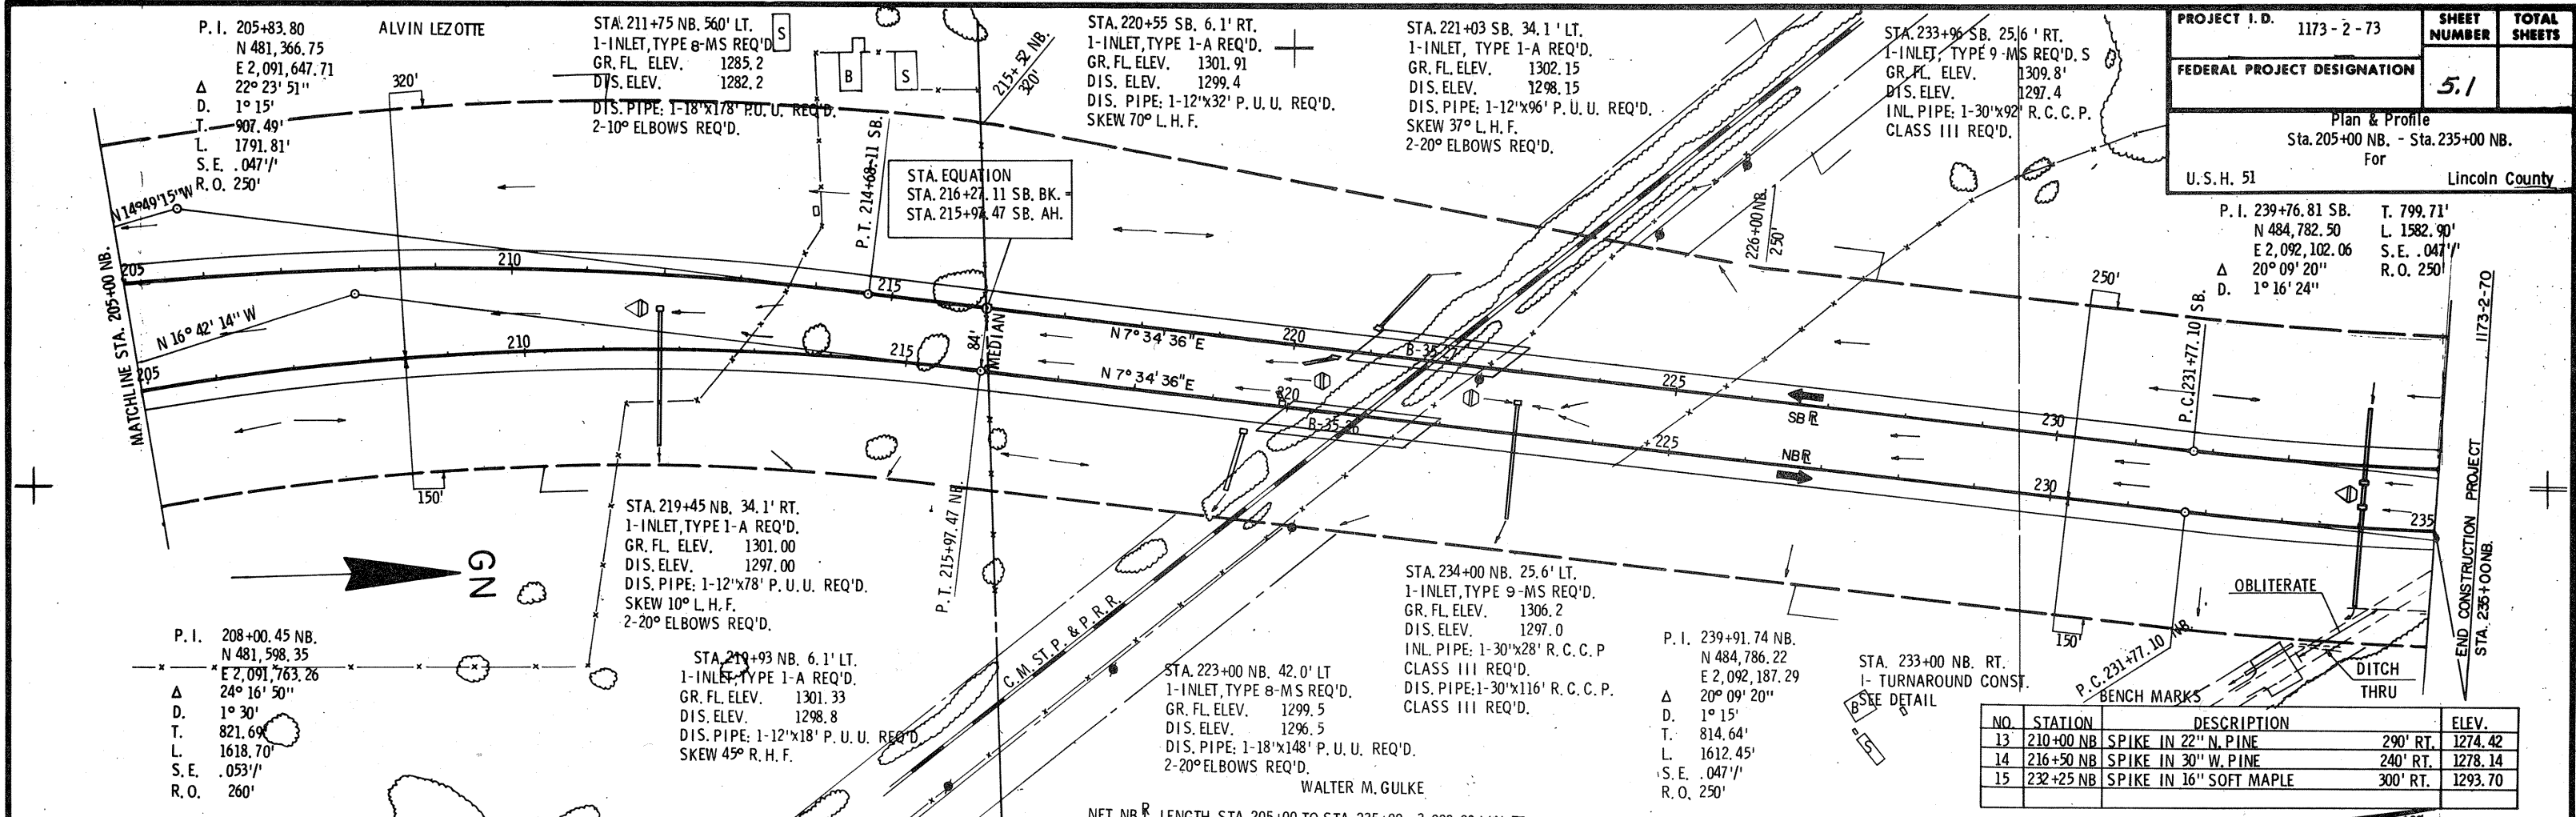 P.I. 205+83.80
N 481,366.75
E 2,091,647.71
Δ 22° 23' 51"
D. 1° 15'
T. 907.49'
L. 1791.81'
S.E. .047'/'
R.O. 250'
ALVIN LEZOTTE
320'
STA. 211+75 NB. 56.0' LT.
1-INLET, TYPE 8-MS REQ'D.
GR. FL. ELEV. 1285.2
DIS. ELEV. 1282.2
DIS. PIPE: 1-18"x178' P.U.U. REQ'D.
2-10° ELBOWS REQ'D.
S
B
S
215+52 NB.
320'
STA. 220+55 SB. 6.1' RT.
1-INLET, TYPE 1-A REQ'D.
GR. FL. ELEV. 1301.91
DIS. ELEV. 1299.4
DIS. PIPE: 1-12"x32' P.U.U. REQ'D.
SKEW 70° L.H.F.
STA. 221+03 SB. 34.1' LT.
1-INLET, TYPE 1-A REQ'D.
GR. FL. ELEV. 1302.15
DIS. ELEV. 1298.15
DIS. PIPE: 1-12"x96' P.U.U. REQ'D.
SKEW 37° L.H.F.
2-20° ELBOWS REQ'D.
STA. 233+96 SB. 25.6' RT.
1-INLET, TYPE 9-MS REQ'D. S
GR. FL. ELEV. 1309.8'
DIS. ELEV. 1297.4
INL. PIPE: 1-30"x92' R.C.C.P.
CLASS III REQ'D.
PROJECT I.D. 1173-2-73
SHEET NUMBER
TOTAL SHEETS
FEDERAL PROJECT DESIGNATION
5.1
Plan & Profile
Sta. 205+00 NB. - Sta. 235+00 NB.
For
U.S.H. 51 Lincoln County
P.I. 239+76.81 SB. T. 799.71'
N 484,782.50 L. 1582.90'
E 2,092,102.06 S.E. .047'/'
Δ 20° 09' 20" R.O. 250'
D. 1° 16' 24"
STA. EQUATION
STA. 216+27.11 SB. BK. =
STA. 215+97.47 SB. AH.
P.T. 214+68.11 SB.
226+00 NB.
250'
250'
P.C. 231+77.10 SB.
1173-2-70
N 14°49'15" W
MATCHLINE STA. 205+00 NB.
205
210
215
220
225
230
N 7° 34' 36" E
B-35-27
SB R
N 16° 42' 14" W
84'
MEDIAN
205
210
215
220
225
230
235
N 7° 34' 36" E
B-35-26
NB R
150'
150'
GN
P.T. 215+97.47 NB.
C.M. ST. P. & P. R.R.
P.C. 231+77.10 NB.
END CONSTRUCTION PROJECT
STA. 235+00 NB.
OBLITERATE
DITCH
THRU
STA. 219+45 NB. 34.1' RT.
1-INLET, TYPE 1-A REQ'D.
GR. FL. ELEV. 1301.00
DIS. ELEV. 1297.00
DIS. PIPE: 1-12"x78' P.U.U. REQ'D.
SKEW 10° L.H.F.
2-20° ELBOWS REQ'D.
P.I. 208+00.45 NB.
N 481,598.35
E 2,091,763.26
Δ 24° 16' 50"
D. 1° 30'
T. 821.69'
L. 1618.70'
S.E. .053'/'
R.O. 260'
STA. 219+93 NB. 6.1' LT.
1-INLET, TYPE 1-A REQ'D.
GR. FL. ELEV. 1301.33
DIS. ELEV. 1298.8
DIS. PIPE: 1-12"x18' P.U.U. REQ'D.
SKEW 45° R.H.F.
STA. 223+00 NB. 42.0' LT
1-INLET, TYPE 8-MS REQ'D.
GR. FL. ELEV. 1299.5
DIS. ELEV. 1296.5
DIS. PIPE: 1-18"x148' P.U.U. REQ'D.
2-20° ELBOWS REQ'D.
WALTER M. GULKE
STA. 234+00 NB. 25.6' LT.
1-INLET, TYPE 9-MS REQ'D.
GR. FL. ELEV. 1306.2
DIS. ELEV. 1297.0
INL. PIPE: 1-30"x28' R.C.C.P
CLASS III REQ'D.
DIS. PIPE: 1-30"x116' R.C.C.P.
CLASS III REQ'D.
P.I. 239+91.74 NB.
N 484,786.22
E 2,092,187.29
Δ 20° 09' 20"
D. 1° 15'
T. 814.64'
L. 1612.45'
S.E. .047'/'
R.O. 250'
STA. 233+00 NB. RT.
1- TURNAROUND CONST.
SEE DETAIL
B
S
BENCH MARKS
NO. STATION DESCRIPTION ELEV.
13 210+00 NB SPIKE IN 22" N. PINE 290' RT. 1274.42
14 216+50 NB SPIKE IN 30" W. PINE 240' RT. 1278.14
15 232+25 NB SPIKE IN 16" SOFT MAPLE 300' RT. 1293.70